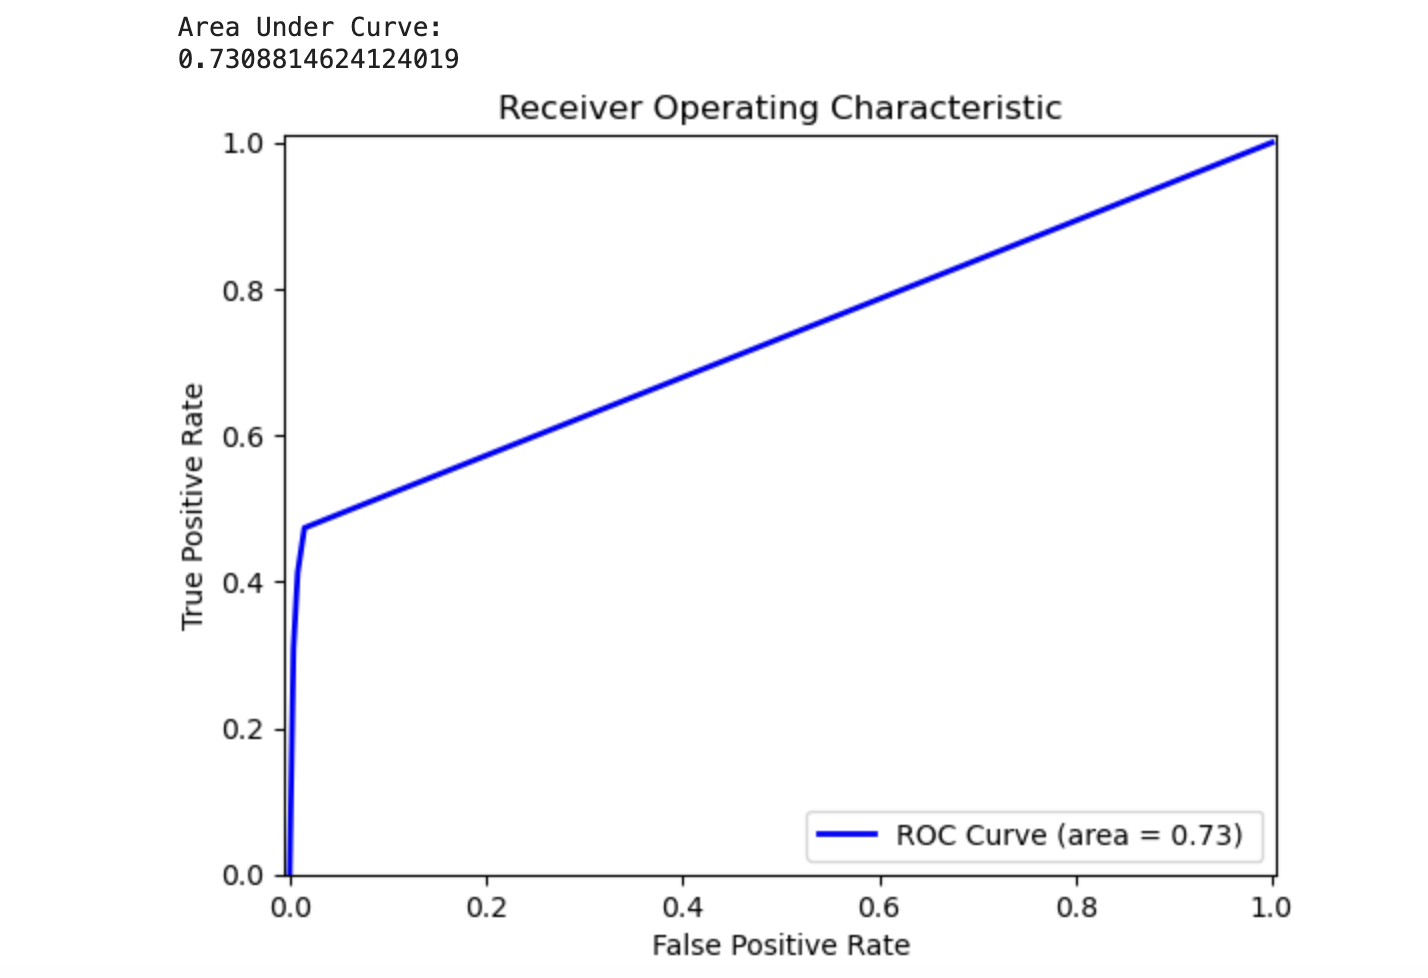 Area Under Curve:
0.7308814624124019
Receiver Operating Characteristic
1.0
0.8
0.6
0.4
0.2
0.0
True Positive Rate
ROC Curve (area = 0.73)
0.0 0.2 0.4 0.6 0.8 1.0
False Positive Rate